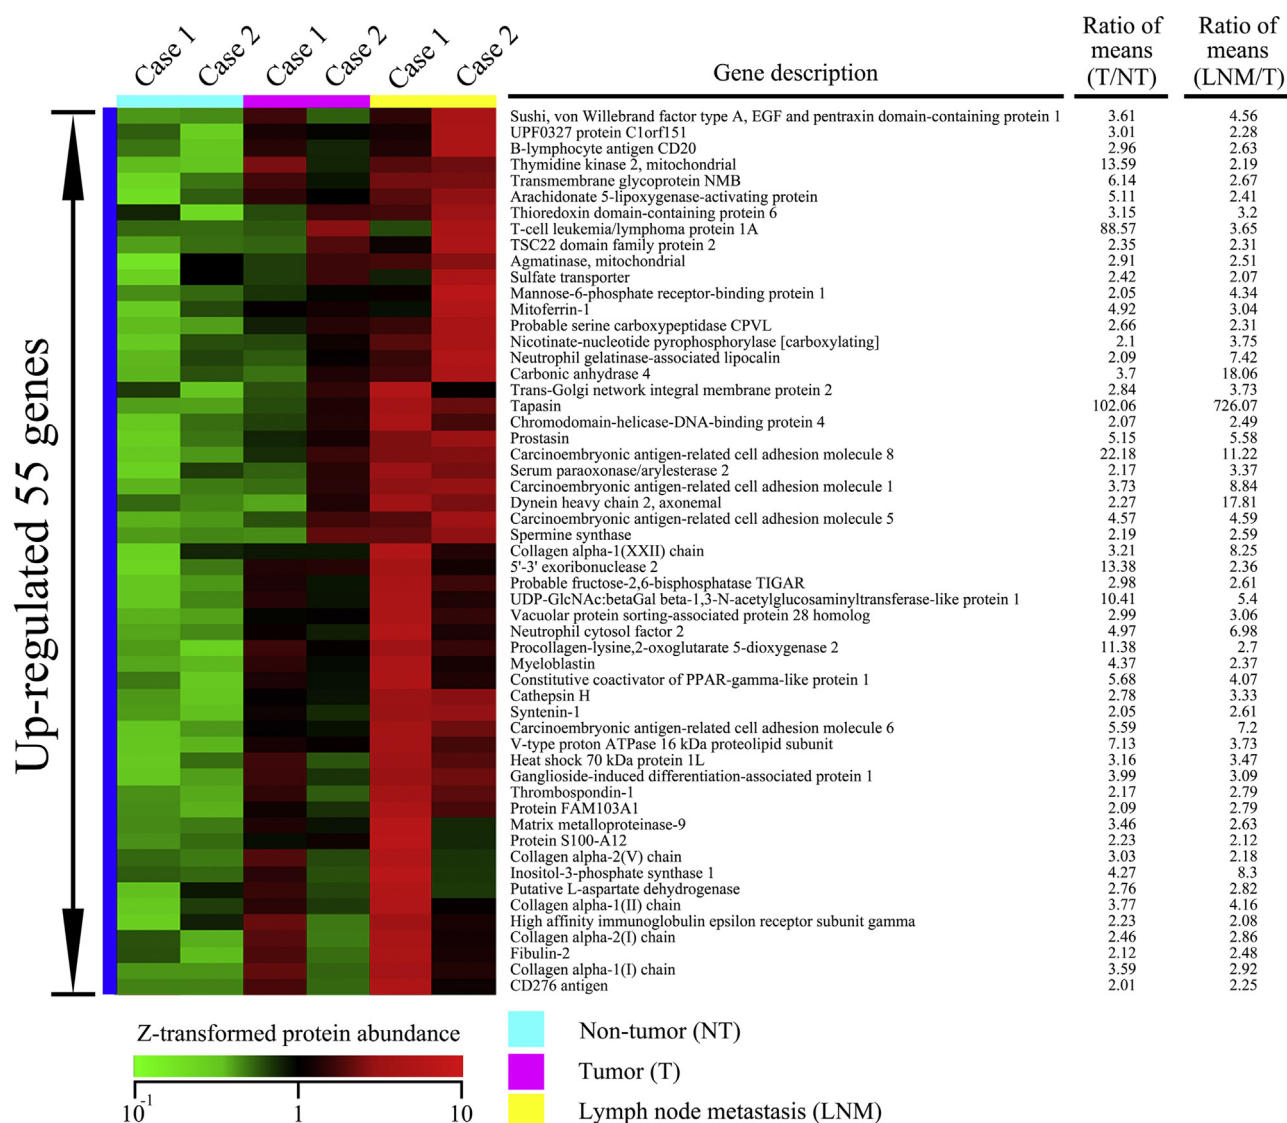 Case 1 Case 2 Case 1 Case 2 Case 1 Case 2
Gene description
Ratio of means (T/NT)
Ratio of means (LNM/T)
Up-regulated 55 genes
Sushi, von Willebrand factor type A, EGF and pentraxin domain-containing protein 1 3.61 4.56
UPF0327 protein C1orf151 3.01 2.28
B-lymphocyte antigen CD20 2.96 2.63
Thymidine kinase 2, mitochondrial 13.59 2.19
Transmembrane glycoprotein NMB 6.14 2.67
Arachidonate 5-lipoxygenase-activating protein 5.11 2.41
Thioredoxin domain-containing protein 6 3.15 3.2
T-cell leukemia/lymphoma protein 1A 88.57 3.65
TSC22 domain family protein 2 2.35 2.31
Agmatinase, mitochondrial 2.91 2.51
Sulfate transporter 2.42 2.07
Mannose-6-phosphate receptor-binding protein 1 2.05 4.34
Mitoferrin-1 4.92 3.04
Probable serine carboxypeptidase CPVL 2.66 2.31
Nicotinate-nucleotide pyrophosphorylase [carboxylating] 2.1 3.75
Neutrophil gelatinase-associated lipocalin 2.09 7.42
Carbonic anhydrase 4 3.7 18.06
Trans-Golgi network integral membrane protein 2 2.84 3.73
Tapasin 102.06 726.07
Chromodomain-helicase-DNA-binding protein 4 2.07 2.49
Prostasin 5.15 5.58
Carcinoembryonic antigen-related cell adhesion molecule 8 22.18 11.22
Serum paraoxonase/arylesterase 2 2.17 3.37
Carcinoembryonic antigen-related cell adhesion molecule 1 3.73 8.84
Dynein heavy chain 2, axonemal 2.27 17.81
Carcinoembryonic antigen-related cell adhesion molecule 5 4.57 4.59
Spermine synthase 2.19 2.59
Collagen alpha-1(XXII) chain 3.21 8.25
5'-3' exoribonuclease 2 13.38 2.36
Probable fructose-2,6-bisphosphatase TIGAR 2.98 2.61
UDP-GlcNAc:betaGal beta-1,3-N-acetylglucosaminyltransferase-like protein 1 10.41 5.4
Vacuolar protein sorting-associated protein 28 homolog 2.99 3.06
Neutrophil cytosol factor 2 4.97 6.98
Procollagen-lysine,2-oxoglutarate 5-dioxygenase 2 11.38 2.7
Myeloblastin 4.37 2.37
Constitutive coactivator of PPAR-gamma-like protein 1 5.68 4.07
Cathepsin H 2.78 3.33
Syntenin-1 2.05 2.61
Carcinoembryonic antigen-related cell adhesion molecule 6 5.59 7.2
V-type proton ATPase 16 kDa proteolipid subunit 7.13 3.73
Heat shock 70 kDa protein 1L 3.16 3.47
Ganglioside-induced differentiation-associated protein 1 3.99 3.09
Thrombospondin-1 2.17 2.79
Protein FAM103A1 2.09 2.79
Matrix metalloproteinase-9 3.46 2.63
Protein S100-A12 2.23 2.12
Collagen alpha-2(V) chain 3.03 2.18
Inositol-3-phosphate synthase 1 4.27 8.3
Putative L-aspartate dehydrogenase 2.76 2.82
Collagen alpha-1(II) chain 3.77 4.16
High affinity immunoglobulin epsilon receptor subunit gamma 2.23 2.08
Collagen alpha-2(I) chain 2.46 2.86
Fibulin-2 2.12 2.48
Collagen alpha-1(I) chain 3.59 2.92
CD276 antigen 2.01 2.25
Z-transformed protein abundance
10-1 1 10
Non-tumor (NT)
Tumor (T)
Lymph node metastasis (LNM)